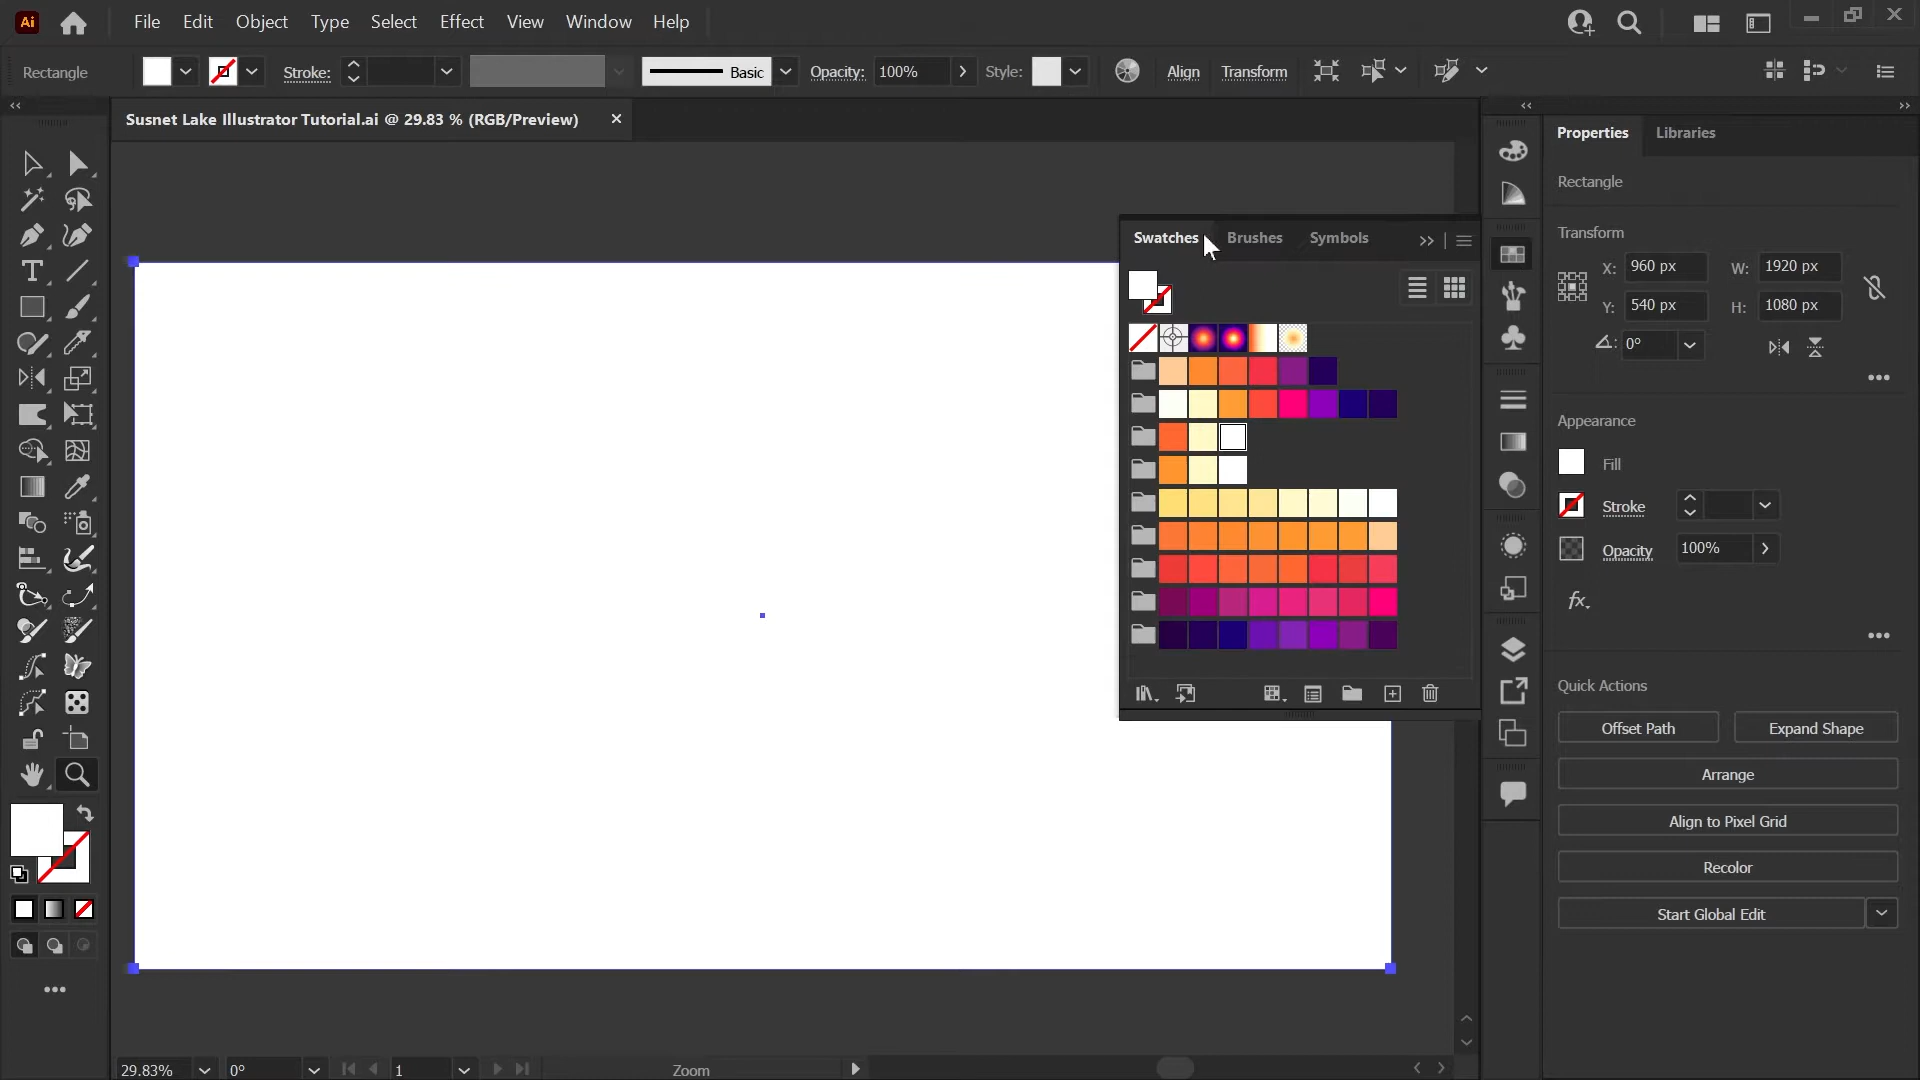 Ai File Edit Object Type Select Effect View Window Help
Rectangle Stroke: Basic Opacity: 100% Style: Align Transform
Susnet Lake Illustrator Tutorial.ai @ 29.83 % (RGB/Preview)
Swatches Brushes Symbols
Properties Libraries
Rectangle
Transform
X: 960 px W: 1920 px
Y: 540 px H: 1080 px
0°
Appearance
Fill
Stroke
Opacity 100%
fx
Quick Actions
Offset Path Expand Shape
Arrange
Align to Pixel Grid
Recolor
Start Global Edit
29.83% 0° 1 Zoom